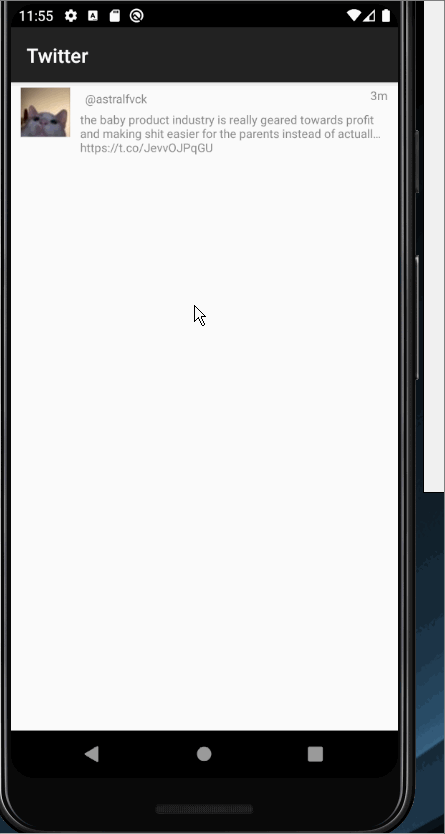 11:55
Twitter
@astralfvck
3m
the baby product industry is really geared towards profit
and making shit easier for the parents instead of actuall...
https://t.co/JevvOJPqGU